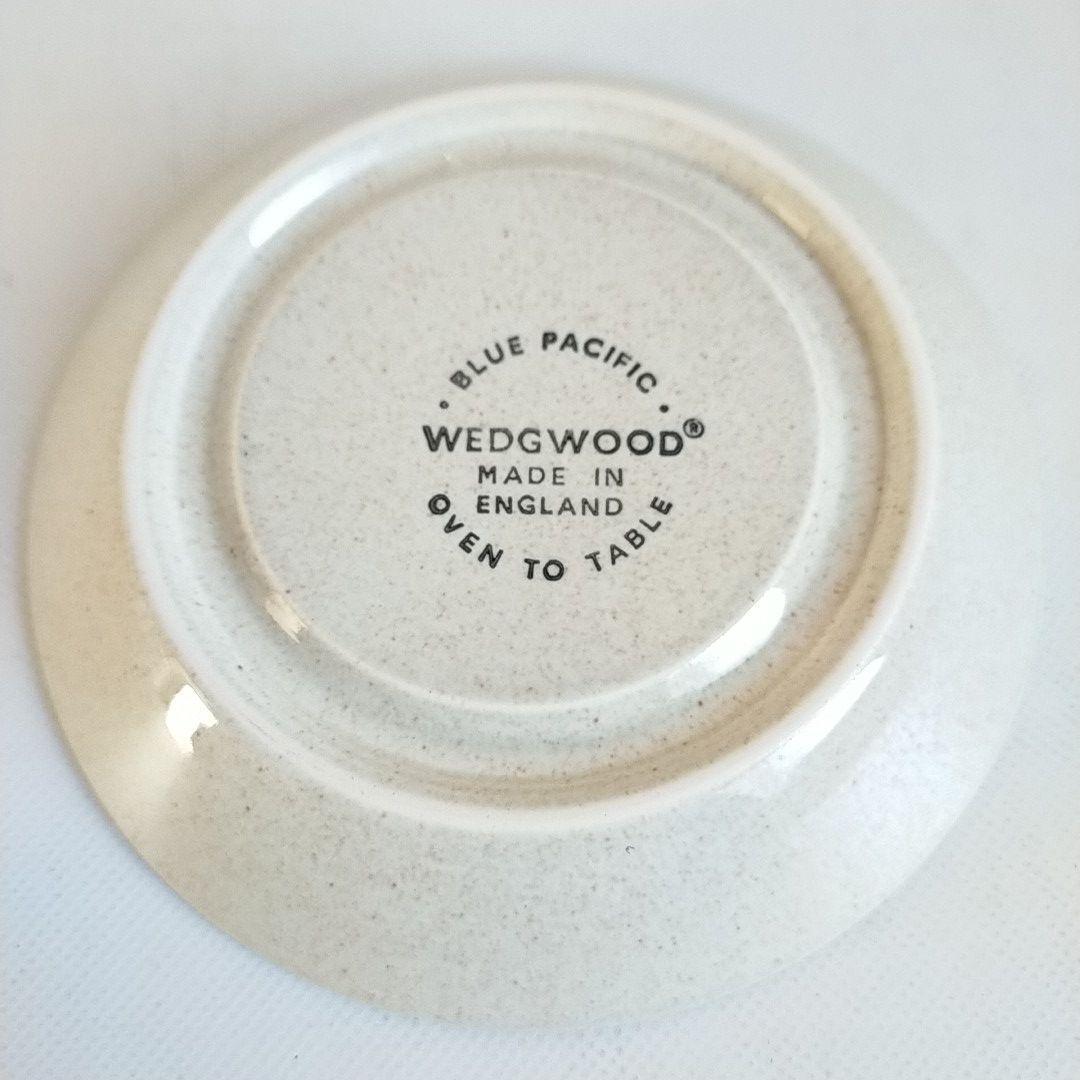 • BLUE PACIFIC •
WEDGWOOD®
MADE IN
ENGLAND
OVEN TO TABLE